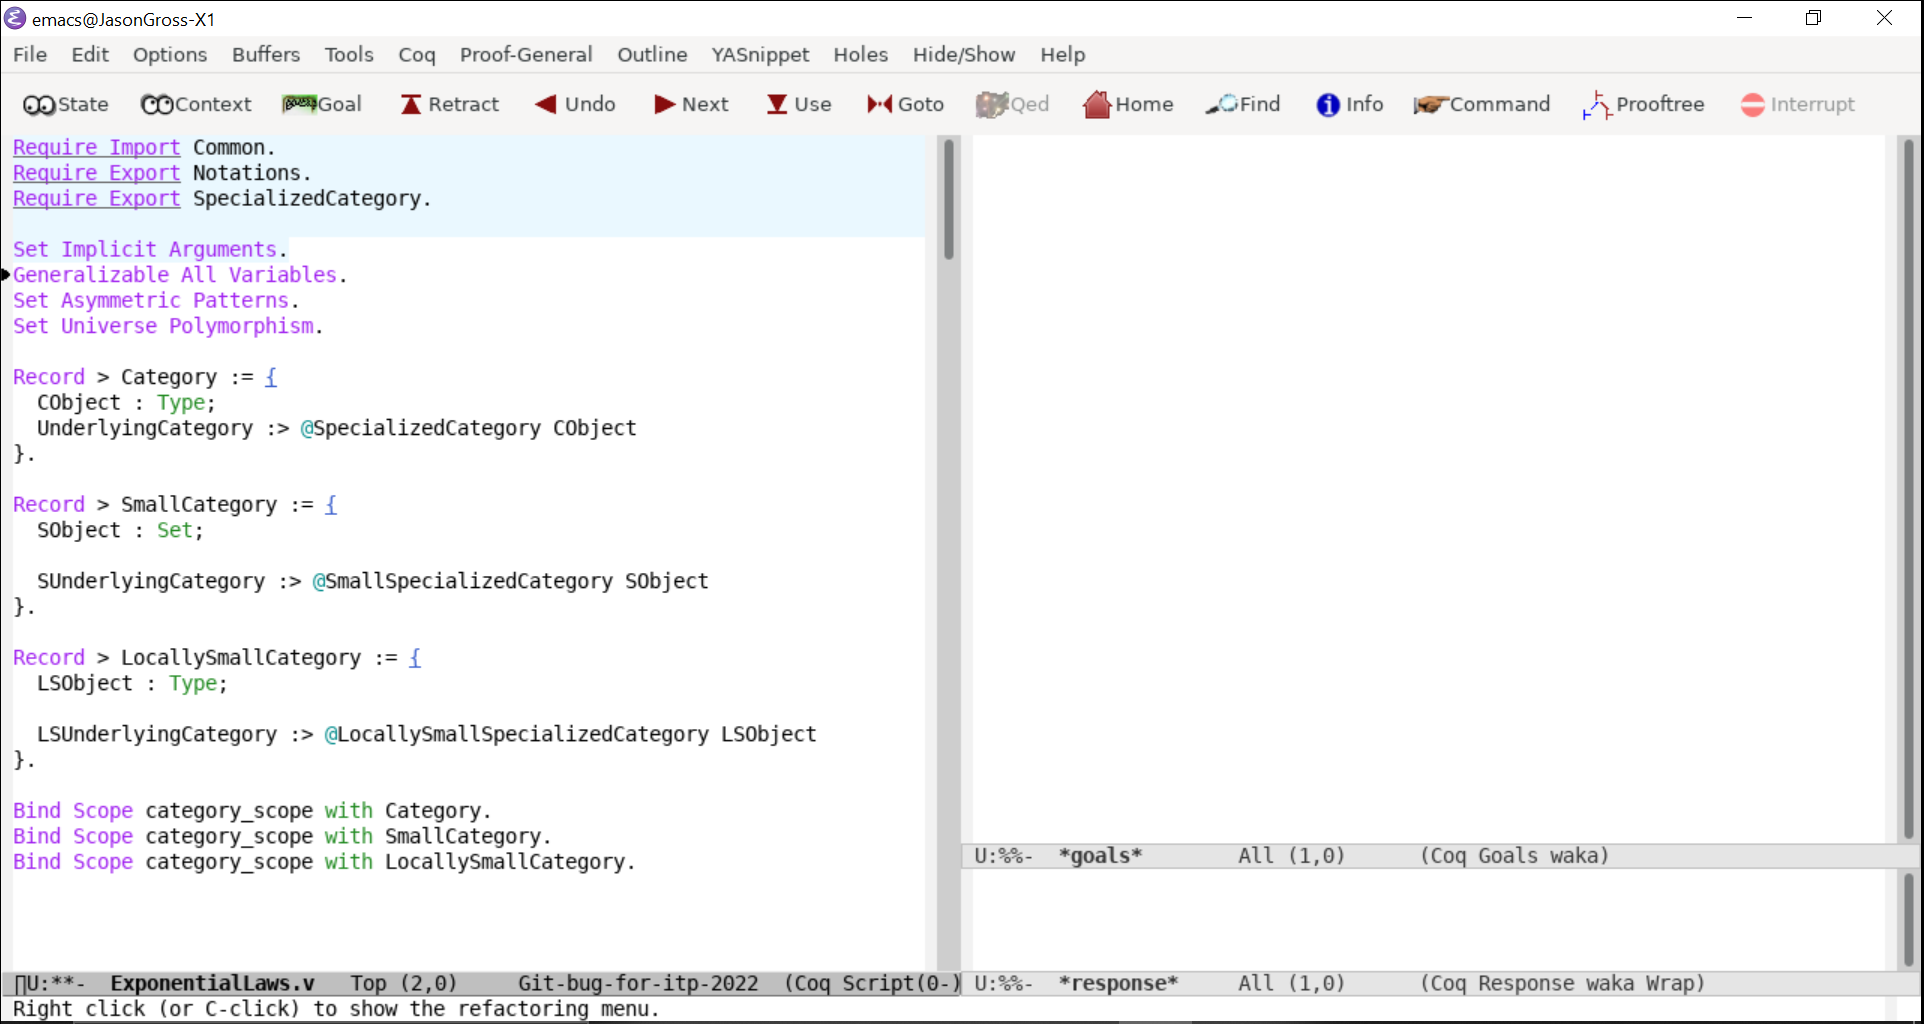 emacs@JasonGross-X1
File Edit Options Buffers Tools Coq Proof-General Outline YASnippet Holes Hide/Show Help
State Context Goal Retract Undo Next Use Goto Qed Home Find Info Command Prooftree Interrupt
Require Import Common.
Require Export Notations.
Require Export SpecializedCategory.
Set Implicit Arguments.
Generalizable All Variables.
Set Asymmetric Patterns.
Set Universe Polymorphism.
Record > Category := {
  CObject : Type;
  UnderlyingCategory :> @SpecializedCategory CObject
}.
Record > SmallCategory := {
  SObject : Set;
  SUnderlyingCategory :> @SmallSpecializedCategory SObject
}.
Record > LocallySmallCategory := {
  LSObject : Type;
  LSUnderlyingCategory :> @LocallySmallSpecializedCategory LSObject
}.
Bind Scope category_scope with Category.
Bind Scope category_scope with SmallCategory.
Bind Scope category_scope with LocallySmallCategory.
U:**-  ExponentialLaws.v   Top (2,0)     Git-bug-for-itp-2022  (Coq Script(0-)
U:%%-  *goals*        All (1,0)      (Coq Goals waka)
U:%%-  *response*     All (1,0)      (Coq Response waka Wrap)
Right click (or C-click) to show the refactoring menu.